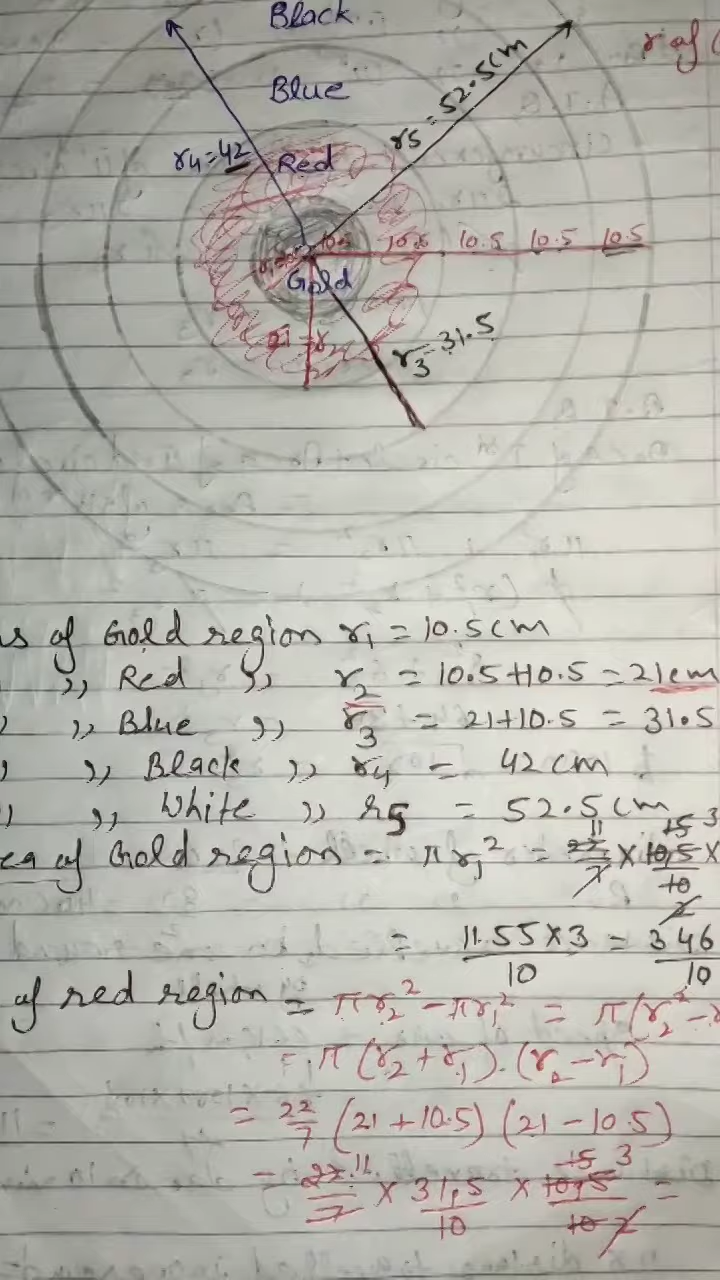 Black
r of (
Blue
r5 = 52.5cm
r4=42
Red
10.5 10.5 10.5 10.5 10.5
Gold
21 = r2
r3=31.5
s of Gold region r1 = 10.5cm
,, Red ,, r2 = 10.5+10.5 = 21cm
,, Blue ,, r3 = 21+10.5 = 31.5
,, Black ,, r4 = 42 cm
,, White ,, r5 = 52.5 cm
ea of Gold region = πr1² = 22/7 × 10.5/10 ×
= 11.55×3/10 = 346/10
of red region = πr2² - πr1² = π(r2² - r
= π (r2+r1).(r2-r1)
= 22/7 (21+10.5) (21-10.5)
= 22/7 × 31.5/10 × 10.5/10 =